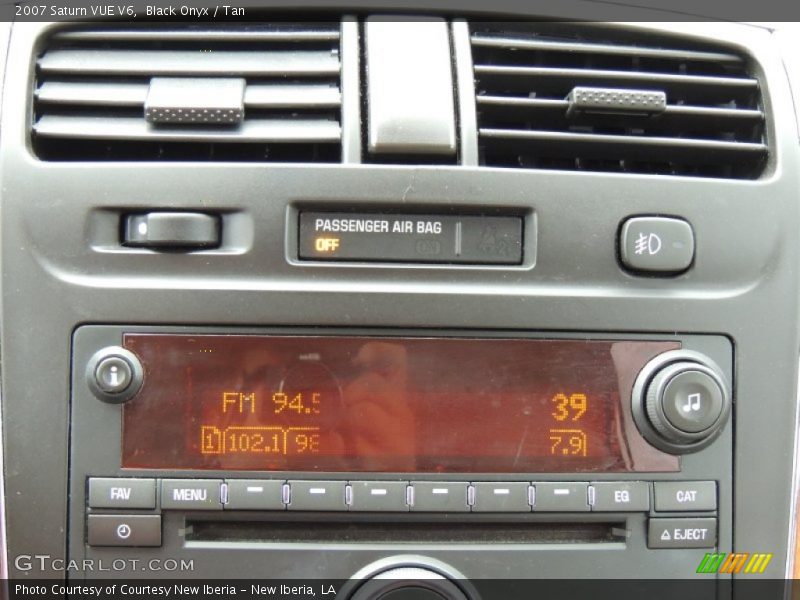 2007 Saturn VUE V6, Black Onyx / Tan
PASSENGER AIR BAG
OFF
FM 94.5 39
1 102.1 98 7.9
FAV MENU EQ CAT
EJECT
GTCARLOT.COM
Photo Courtesy of Courtesy New Iberia - New Iberia, LA